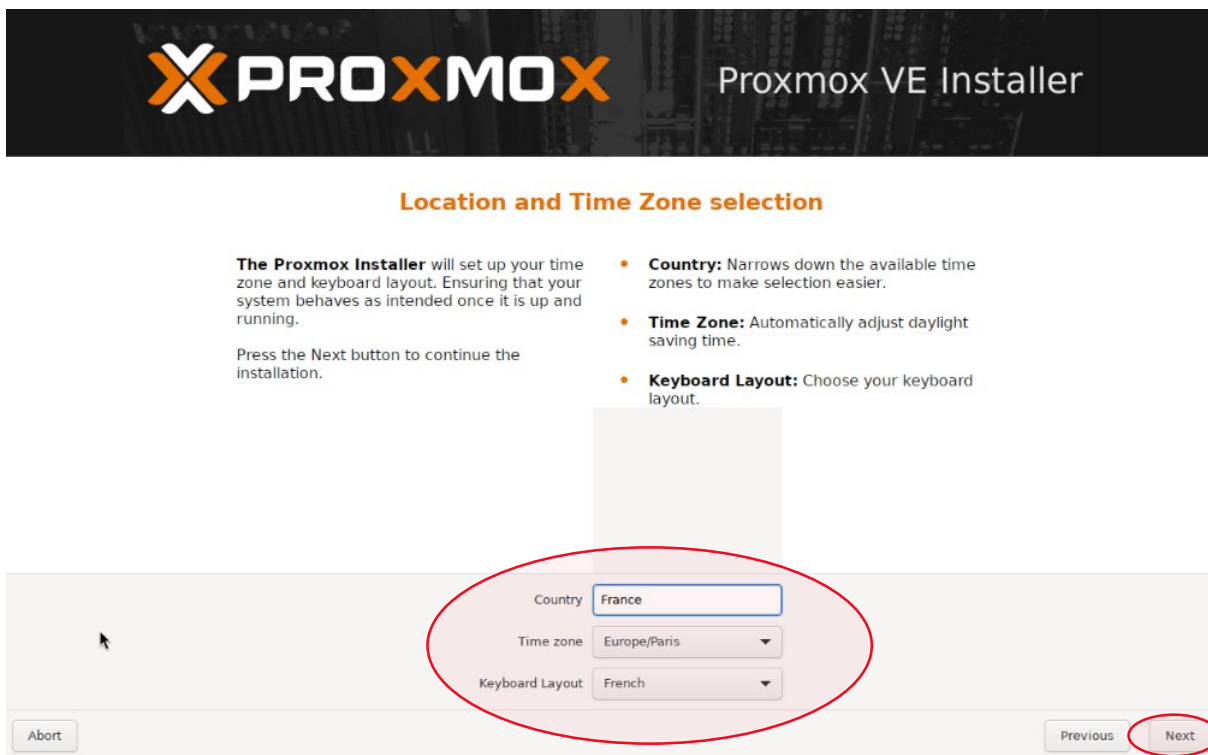 PROXMOX
Proxmox VE Installer
Location and Time Zone selection
The Proxmox Installer will set up your time
zone and keyboard layout. Ensuring that your
system behaves as intended once it is up and
running.
Press the Next button to continue the
installation.
• Country: Narrows down the available time
zones to make selection easier.
• Time Zone: Automatically adjust daylight
saving time.
• Keyboard Layout: Choose your keyboard
layout.
Country France
Time zone Europe/Paris
Keyboard Layout French
Abort Previous Next